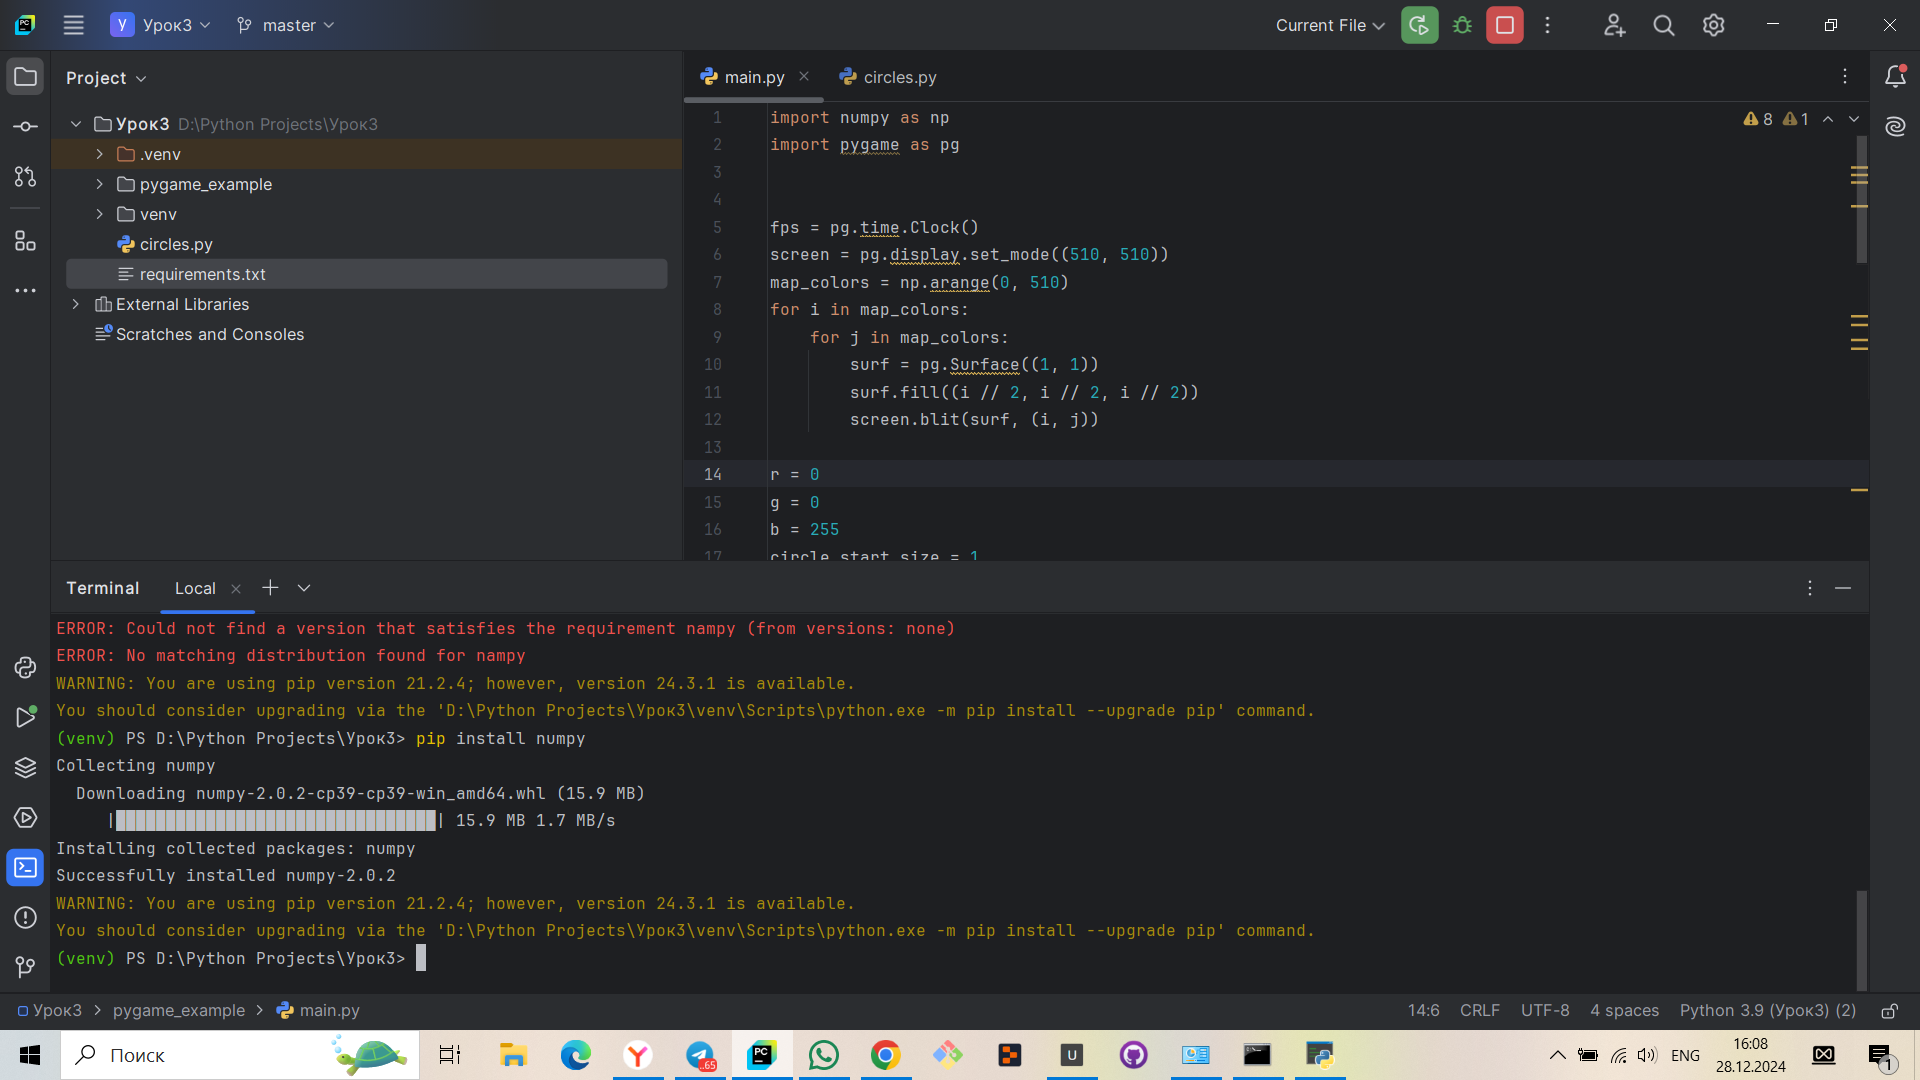 PC
У
Урок3
master
Current File
Project
main.py
circles.py
Урок3 D:\Python Projects\Урок3
.venv
pygame_example
venv
circles.py
requirements.txt
External Libraries
Scratches and Consoles
8 1
1 import numpy as np
2 import pygame as pg
3
4
5 fps = pg.time.Clock()
6 screen = pg.display.set_mode((510, 510))
7 map_colors = np.arange(0, 510)
8 for i in map_colors:
9 for j in map_colors:
10 surf = pg.Surface((1, 1))
11 surf.fill((i // 2, i // 2, i // 2))
12 screen.blit(surf, (i, j))
13
14 r = 0
15 g = 0
16 b = 255
17 circle_start_size = 1
Terminal Local
ERROR: Could not find a version that satisfies the requirement nampy (from versions: none)
ERROR: No matching distribution found for nampy
WARNING: You are using pip version 21.2.4; however, version 24.3.1 is available.
You should consider upgrading via the 'D:\Python Projects\Урок3\venv\Scripts\python.exe -m pip install --upgrade pip' command.
(venv) PS D:\Python Projects\Урок3> pip install numpy
Collecting numpy
Downloading numpy-2.0.2-cp39-cp39-win_amd64.whl (15.9 MB)
|████████████████████████████████| 15.9 MB 1.7 MB/s
Installing collected packages: numpy
Successfully installed numpy-2.0.2
WARNING: You are using pip version 21.2.4; however, version 24.3.1 is available.
You should consider upgrading via the 'D:\Python Projects\Урок3\venv\Scripts\python.exe -m pip install --upgrade pip' command.
(venv) PS D:\Python Projects\Урок3>
Урок3 > pygame_example > main.py
14:6 CRLF UTF-8 4 spaces Python 3.9 (Урок3) (2)
Поиск
..65
PC
U
ENG
16:08
28.12.2024
1